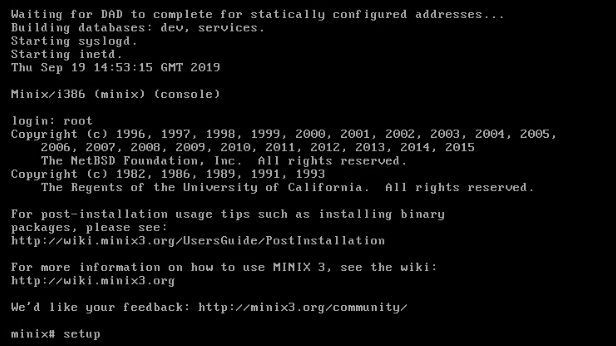 Waiting for DAD to complete for statically configured addresses...
Building databases: dev, services.
Starting syslogd.
Starting inetd.
Thu Sep 19 14:53:15 GMT 2019
Minix/i386 (minix) (console)
login: root
Copyright (c) 1996, 1997, 1998, 1999, 2000, 2001, 2002, 2003, 2004, 2005,
2006, 2007, 2008, 2009, 2010, 2011, 2012, 2013, 2014, 2015
The NetBSD Foundation, Inc.  All rights reserved.
Copyright (c) 1982, 1986, 1989, 1991, 1993
The Regents of the University of California.  All rights reserved.
For post-installation usage tips such as installing binary
packages, please see:
http://wiki.minix3.org/UsersGuide/PostInstallation
For more information on how to use MINIX 3, see the wiki:
http://wiki.minix3.org
We'd like your feedback: http://minix3.org/community/
minix# setup